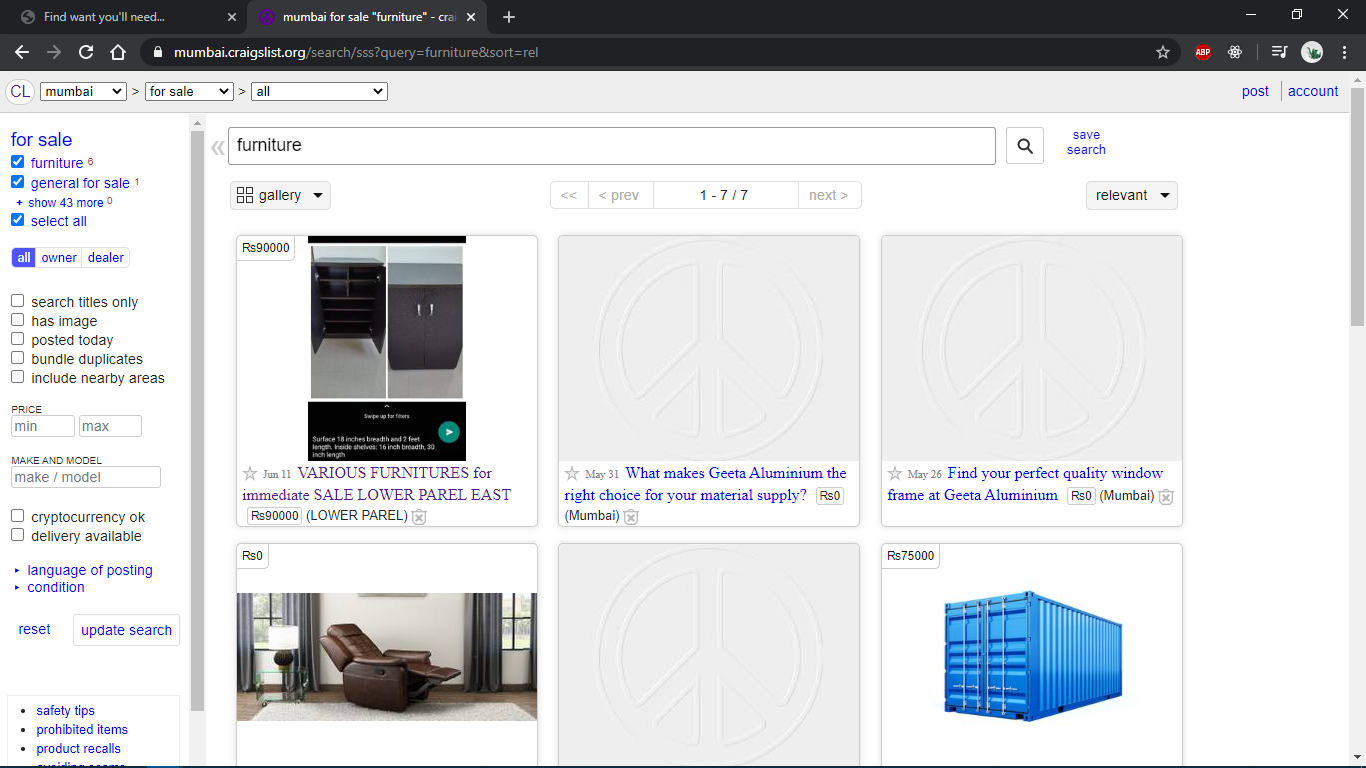 Find want you'll need...
mumbai for sale "furniture" - crai
mumbai.craigslist.org/search/sss?query=furniture&sort=rel
ABP
CL mumbai > for sale > all
post account
for sale
furniture 6
general for sale 1
+ show 43 more 0
select all
all owner dealer
search titles only
has image
posted today
bundle duplicates
include nearby areas
PRICE
min max
MAKE AND MODEL
make / model
cryptocurrency ok
delivery available
language of posting
condition
reset update search
safety tips
prohibited items
product recalls
furniture
save
search
gallery
<< < prev 1 - 7 / 7 next >
relevant
Rs90000
Swipe up for filters
Surface 18 inches breadth and 2 feet
length. Inside shelves: 16 inch breadth, 30
inch length
Jun 11 VARIOUS FURNITURES for
immediate SALE LOWER PAREL EAST
Rs90000 (LOWER PAREL)
May 31 What makes Geeta Aluminium the
right choice for your material supply? Rs0
(Mumbai)
May 26 Find your perfect quality window
frame at Geeta Aluminium Rs0 (Mumbai)
Rs0
Rs75000